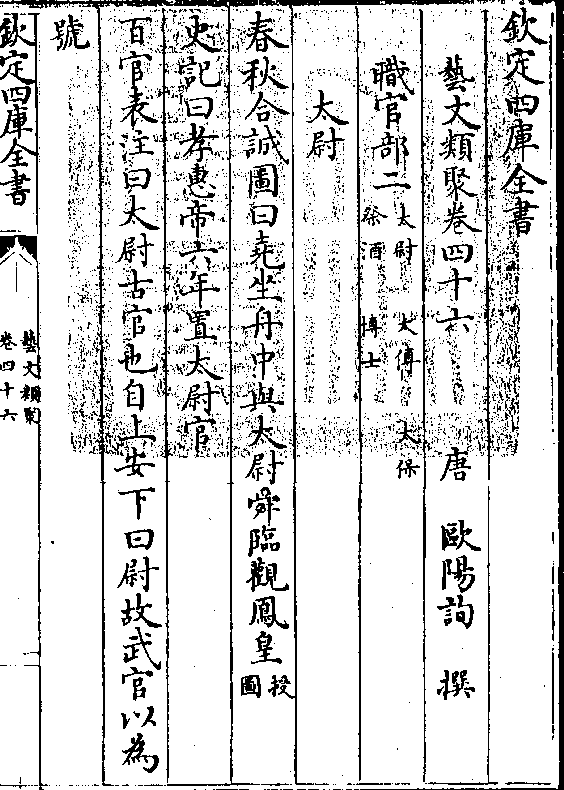 欽定四庫全書
藝文類聚卷四十六　唐　歐陽詢　撰
職官部二 太尉　太傅　太保
祭酒　博士
太尉
春秋合誠圖曰堯坐舟中與太尉舜臨觀鳳皇 授
圖
史記曰孝惠帝六年置太尉官
百官表注曰太尉古官也自上安下曰尉故武官以為
號
欽定四庫全書
藝文類聚
卷四十六